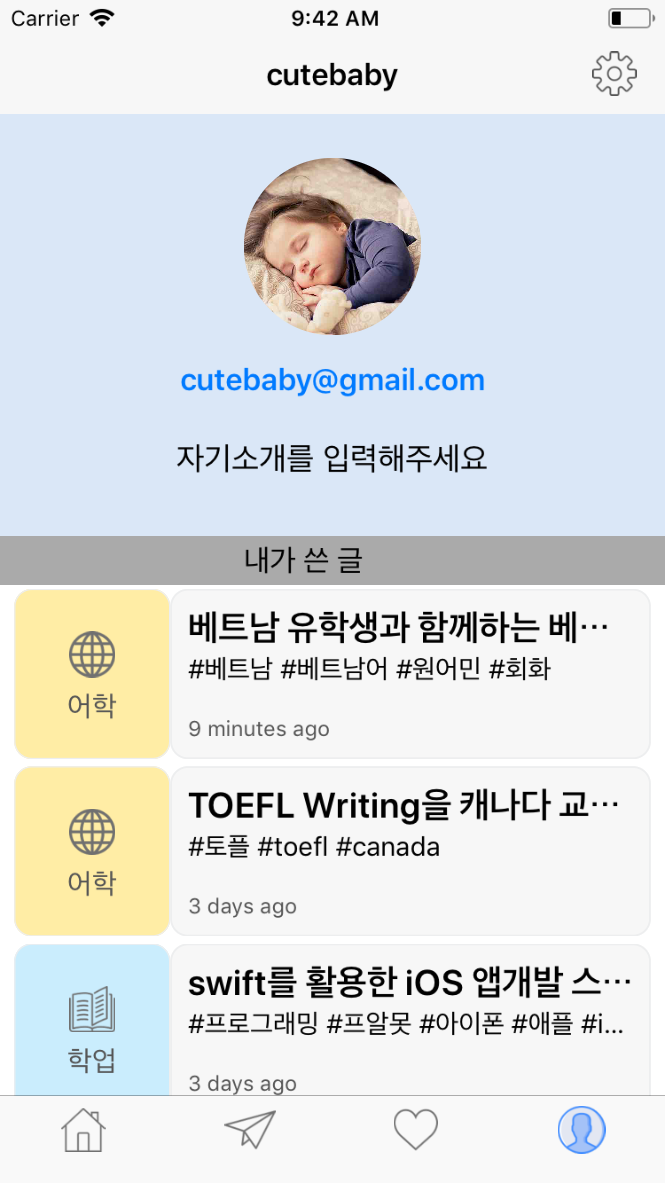 Carrier 9:42 AM
cutebaby
cutebaby@gmail.com
자기소개를 입력해주세요
내가 쓴 글
어학
베트남 유학생과 함께하는 베…
#베트남 #베트남어 #원어민 #회화
9 minutes ago
어학
TOEFL Writing을 캐나다 교…
#토플 #toefl #canada
3 days ago
학업
swift를 활용한 iOS 앱개발 스…
#프로그래밍 #프알못 #아이폰 #애플 #i...
3 days ago